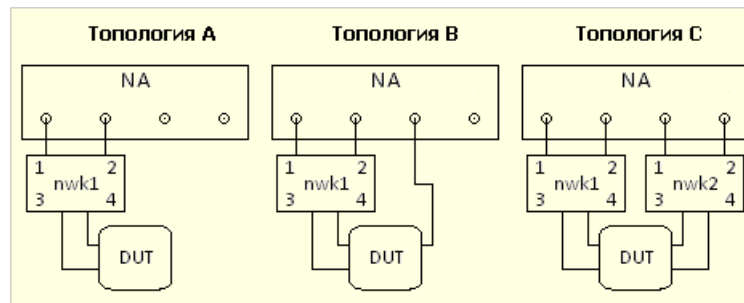 Топология A Топология B Топология C
NA NA NA
1 2 1 2 1 2 1 2
nwk1 nwk1 nwk1 nwk2
3 4 3 4 3 4 3 4
DUT DUT DUT